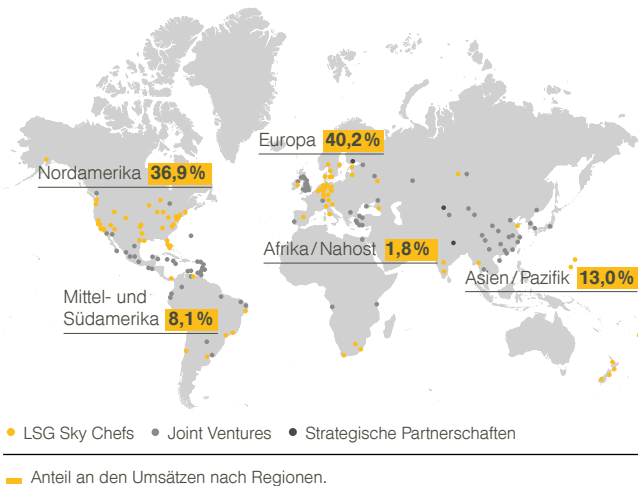 Europa 40,2 %
Nordamerika 36,9 %
Afrika / Nahost 1,8 %
Asien / Pazifik 13,0 %
Mittel- und
Südamerika 8,1 %
LSG Sky Chefs Joint Ventures Strategische Partnerschaften
Anteil an den Umsätzen nach Regionen.